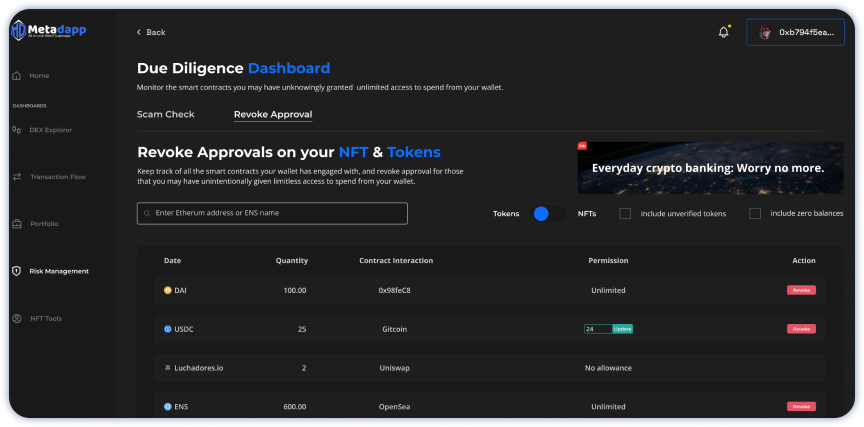 Metadapp
Back
0xb794f5ea...
Home
DASHBOARDS
DEX Explorer
Transaction Flow
Portfolio
Risk Management
NFT Tools
Due Diligence Dashboard
Monitor the smart contracts you may have unknowingly granted unlimited access to spend from your wallet.
Scam Check
Revoke Approval
Revoke Approvals on your NFT & Tokens
Keep track of all the smart contracts your wallet has engaged with, and revoke approval for those
that you may have unintentionally given limitless access to spend from your wallet.
Ads
Everyday crypto banking: Worry no more.
Enter Etherum address or ENS name
Tokens
NFTs
include unverified tokens
include zero balances
Date Quantity Contract Interaction Permission Action
DAI 100.00 0x98feC8 Unlimited Revoke
USDC 25 Gitcoin 24 Update Revoke
Luchadores.io 2 Uniswap No allowance
ENS 600.00 OpenSea Unlimited Revoke